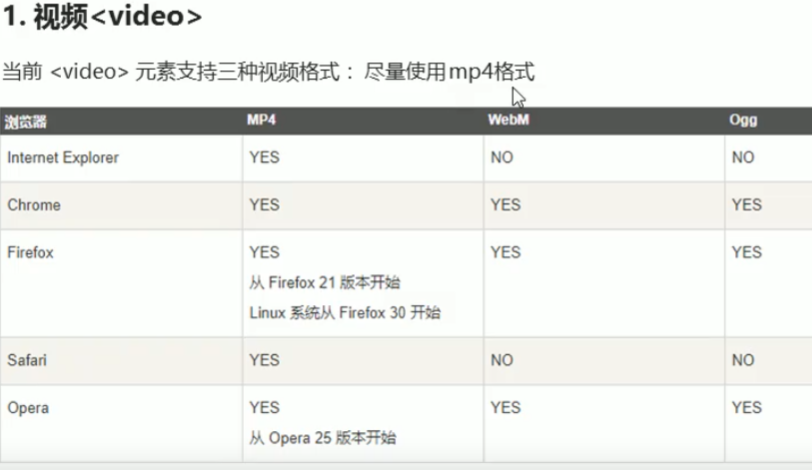 1. 视频<video>
当前 <video> 元素支持三种视频格式： 尽量使用mp4格式
浏览器 MP4 WebM Ogg
Internet Explorer YES NO NO
Chrome YES YES YES
Firefox YES YES YES
从 Firefox 21 版本开始
Linux 系统从 Firefox 30 开始
Safari YES NO NO
Opera YES YES YES
从 Opera 25 版本开始